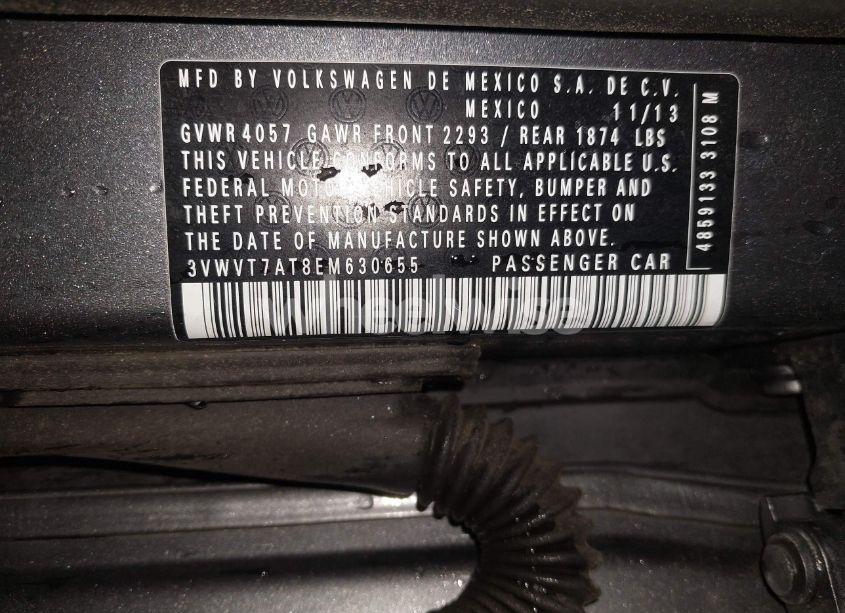 MFD BY VOLKSWAGEN DE MEXICO S.A. DE C.V.
MEXICO 11/13
GVWR 4057 GAWR FRONT 2293 / REAR 1874 LBS
THIS VEHICLE CONFORMS TO ALL APPLICABLE U.S.
FEDERAL MOTOR VEHICLE SAFETY, BUMPER AND
THEFT PREVENTION STANDARDS IN EFFECT ON
THE DATE OF MANUFACTURE SHOWN ABOVE.
3VWVT7AT8EM630655 PASSENGER CAR
4859133 3108 M